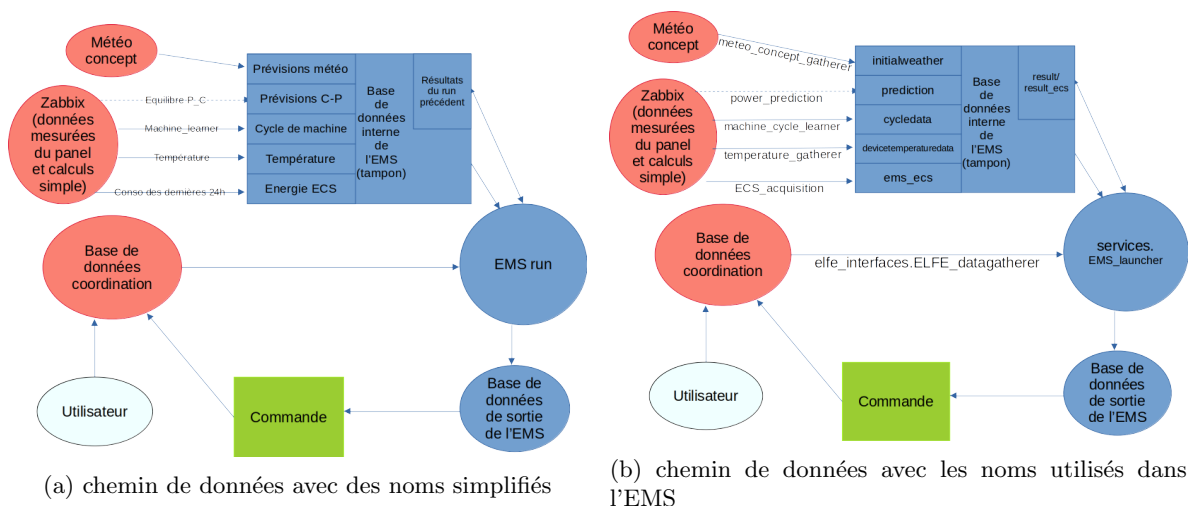 Météo
concept
Zabbix
(données
mesurées
du panel
et calculs
simple)
Equilibre P_C
Machine_learner
Température
Conso des dernières 24h
Prévisions météo
Prévisions C-P
Cycle de machine
Température
Energie ECS
Base
de
données
interne
de
l'EMS
(tampon)
Résultats
du run
précédent
Base de
données
coordination
EMS run
Utilisateur
Commande
Base de
données
de sortie
de l'EMS
(a) chemin de données avec des noms simplifiés
Météo
concept
meteo_concept_gatherer
Zabbix
(données
mesurées
du panel
et calculs
simple)
power_prediction
machine_cycle_learner
temperature_gatherer
ECS_acquisition
initialweather
prediction
cycledata
devicetemperaturedata
ems_ecs
Base
de
données
interne
de
l'EMS
(tampon)
result/
result_ecs
Base de
données
coordination
elfe_interfaces.ELFE_datagatherer
services.
EMS_launcher
Utilisateur
Commande
Base de
données
de sortie
de l'EMS
(b) chemin de données avec les noms utilisés dans
l'EMS